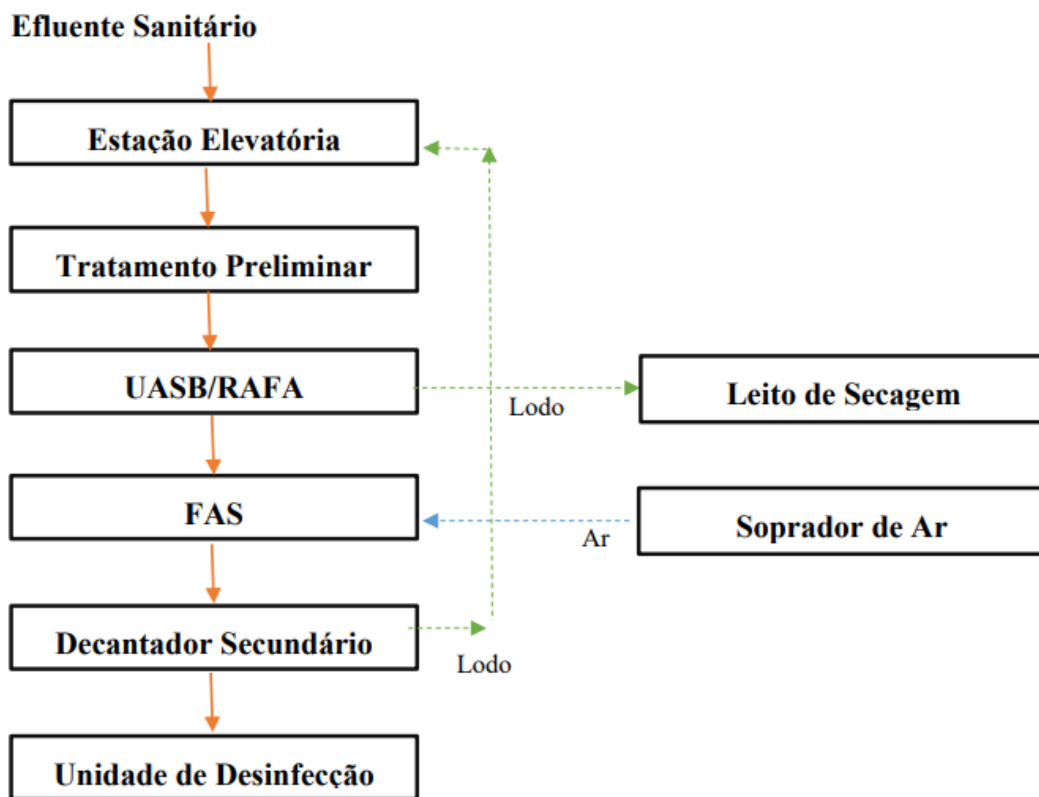 Efluente Sanitário
Estação Elevatória
Tratamento Preliminar
UASB/RAFA
Lodo
Leito de Secagem
FAS
Ar
Soprador de Ar
Decantador Secundário
Lodo
Unidade de Desinfecção